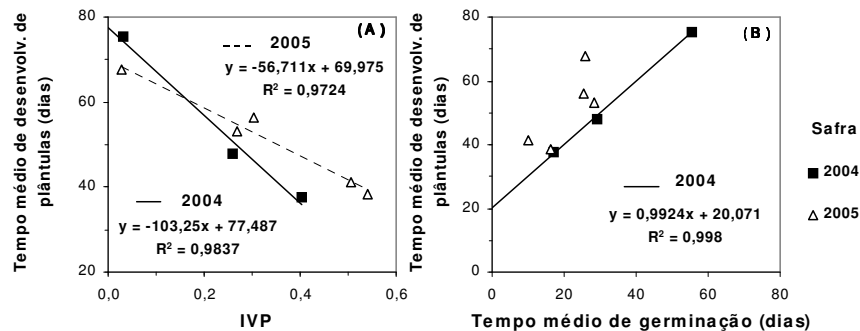 Tempo médio de desenvolv. de
plântulas (dias)
80
60
40
20
0,0
0,2
0,4
0,6
IVP
(A)
2005
y = -56,711x + 69,975
R² = 0,9724
2004
y = -103,25x + 77,487
R² = 0,9837
Tempo médio de desenvolv. de
plântulas (dias)
80
60
40
20
0
0
20
40
60
80
Tempo médio de germinação (dias)
(B)
2004
y = 0,9924x + 20,071
R² = 0,998
Safra
2004
2005